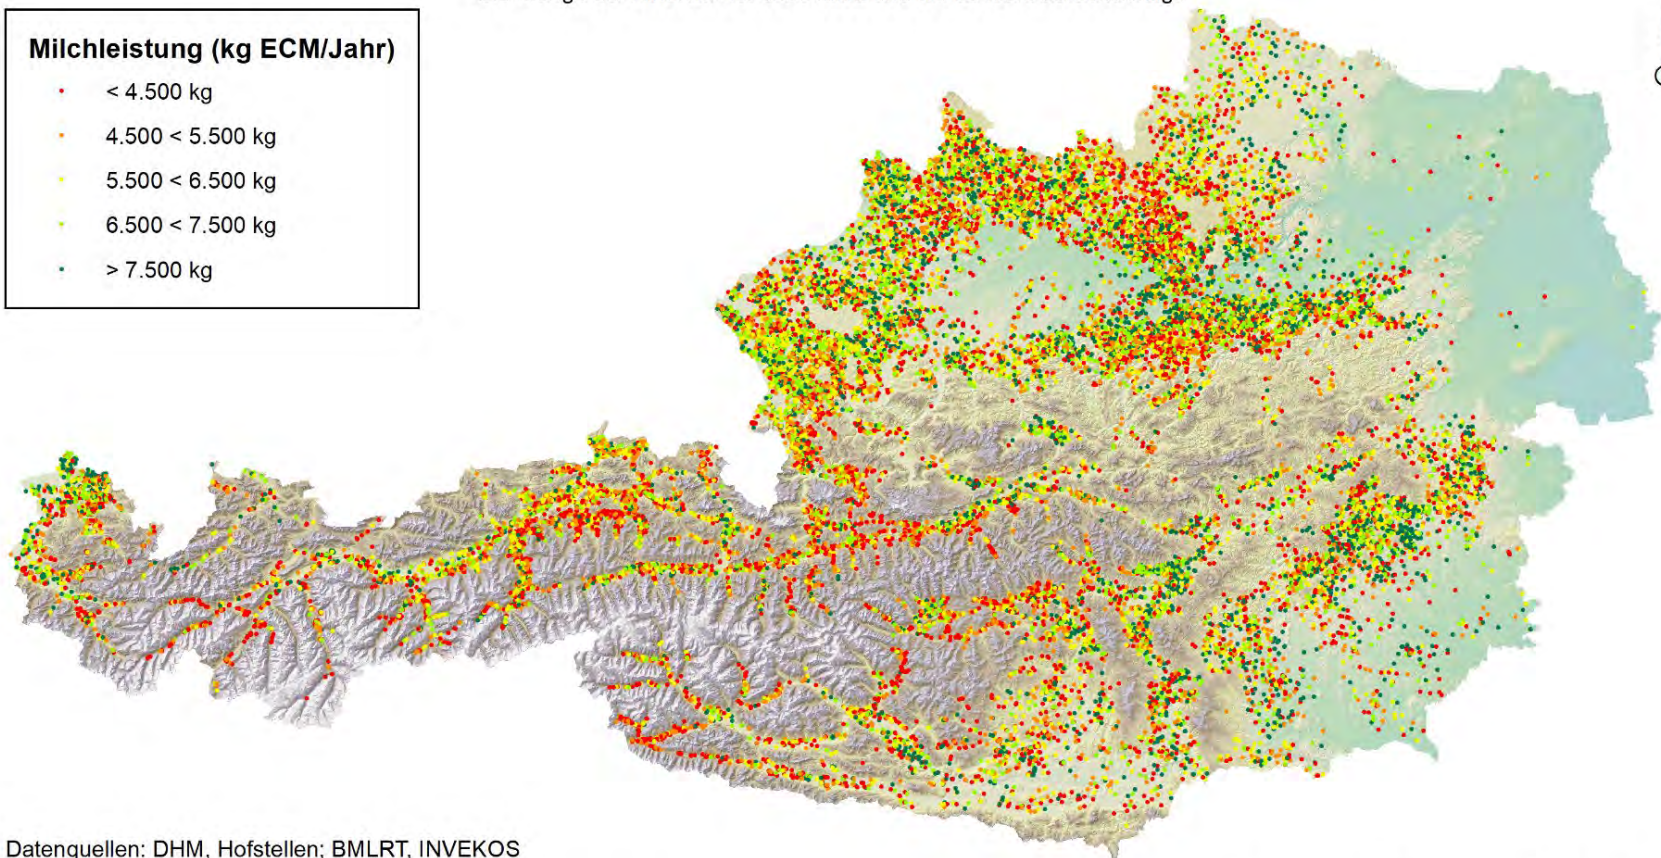 Milchleistung (kg ECM/Jahr)
< 4.500 kg
4.500 < 5.500 kg
5.500 < 6.500 kg
6.500 < 7.500 kg
> 7.500 kg
Datenquellen: DHM, Hofstellen; BMLRT, INVEKOS